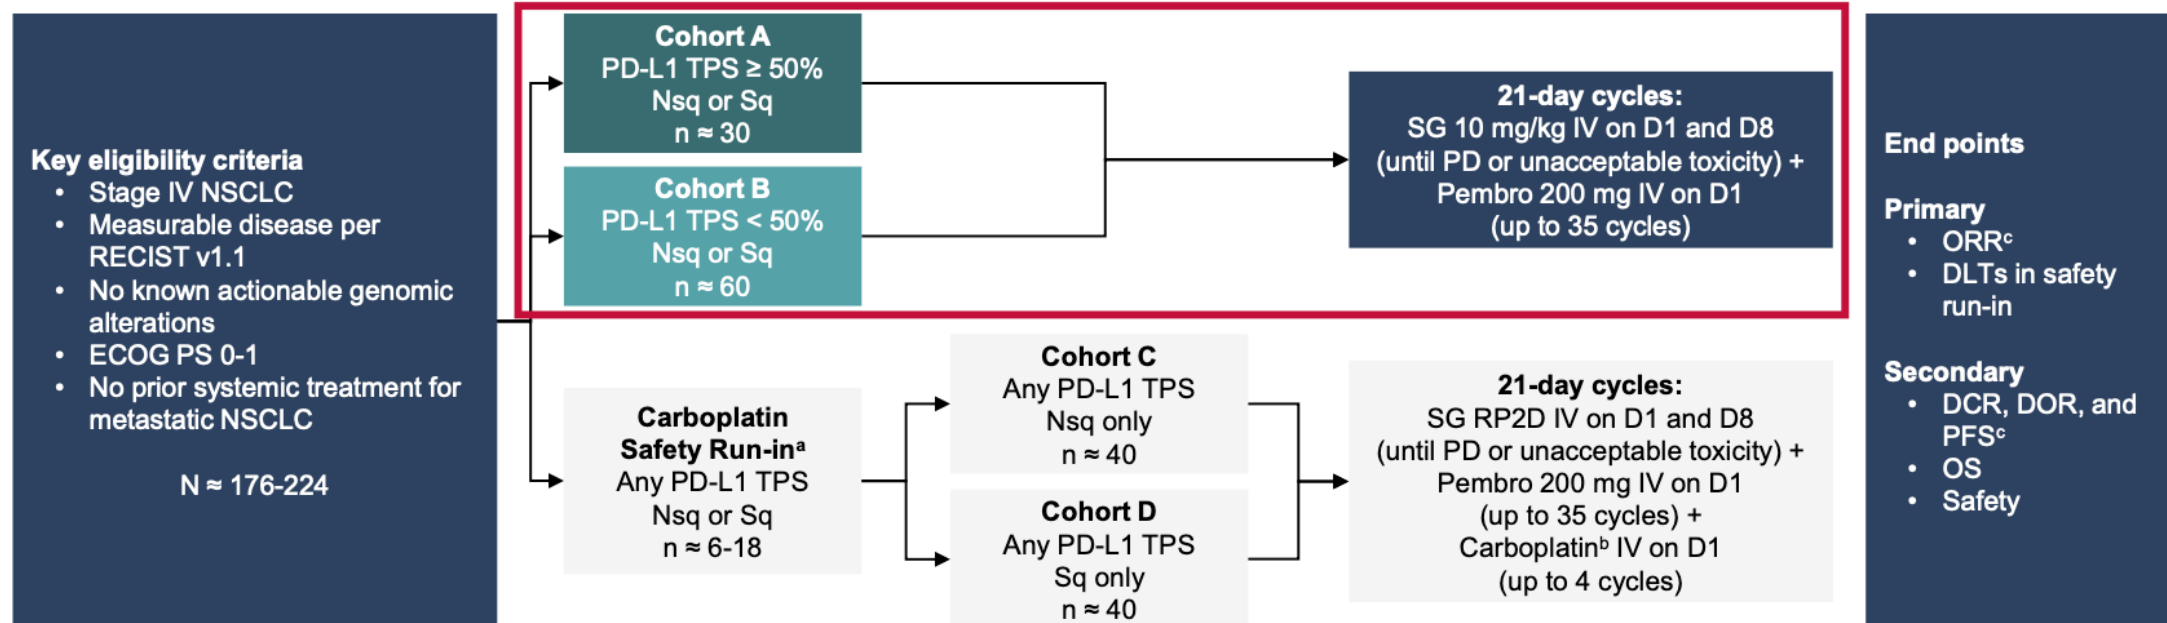 Key eligibility criteria
• Stage IV NSCLC
• Measurable disease per
RECIST v1.1
• No known actionable genomic
alterations
• ECOG PS 0-1
• No prior systemic treatment for
metastatic NSCLC
N ≈ 176-224
Cohort A
PD-L1 TPS ≥ 50%
Nsq or Sq
n ≈ 30
Cohort B
PD-L1 TPS < 50%
Nsq or Sq
n ≈ 60
21-day cycles:
SG 10 mg/kg IV on D1 and D8
(until PD or unacceptable toxicity) +
Pembro 200 mg IV on D1
(up to 35 cycles)
Carboplatin
Safety Run-inᵃ
Any PD-L1 TPS
Nsq or Sq
n ≈ 6-18
Cohort C
Any PD-L1 TPS
Nsq only
n ≈ 40
Cohort D
Any PD-L1 TPS
Sq only
n ≈ 40
21-day cycles:
SG RP2D IV on D1 and D8
(until PD or unacceptable toxicity) +
Pembro 200 mg IV on D1
(up to 35 cycles) +
Carboplatinᵇ IV on D1
(up to 4 cycles)
End points
Primary
• ORRᶜ
• DLTs in safety
run-in
Secondary
• DCR, DOR, and
PFSᶜ
• OS
• Safety